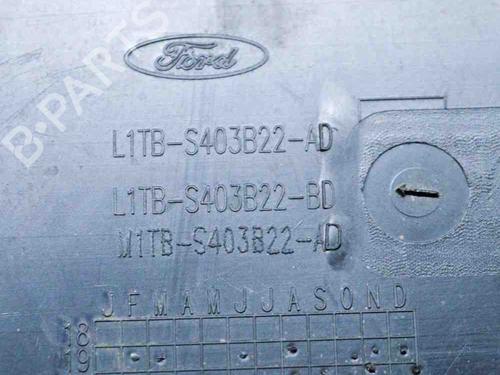 B-PARTS
Ford
L1TB-S403B22-AD
L1TB-S403B22-BD
M1TB-S403B22-AD
J F M A M J J A S O N D
18
19